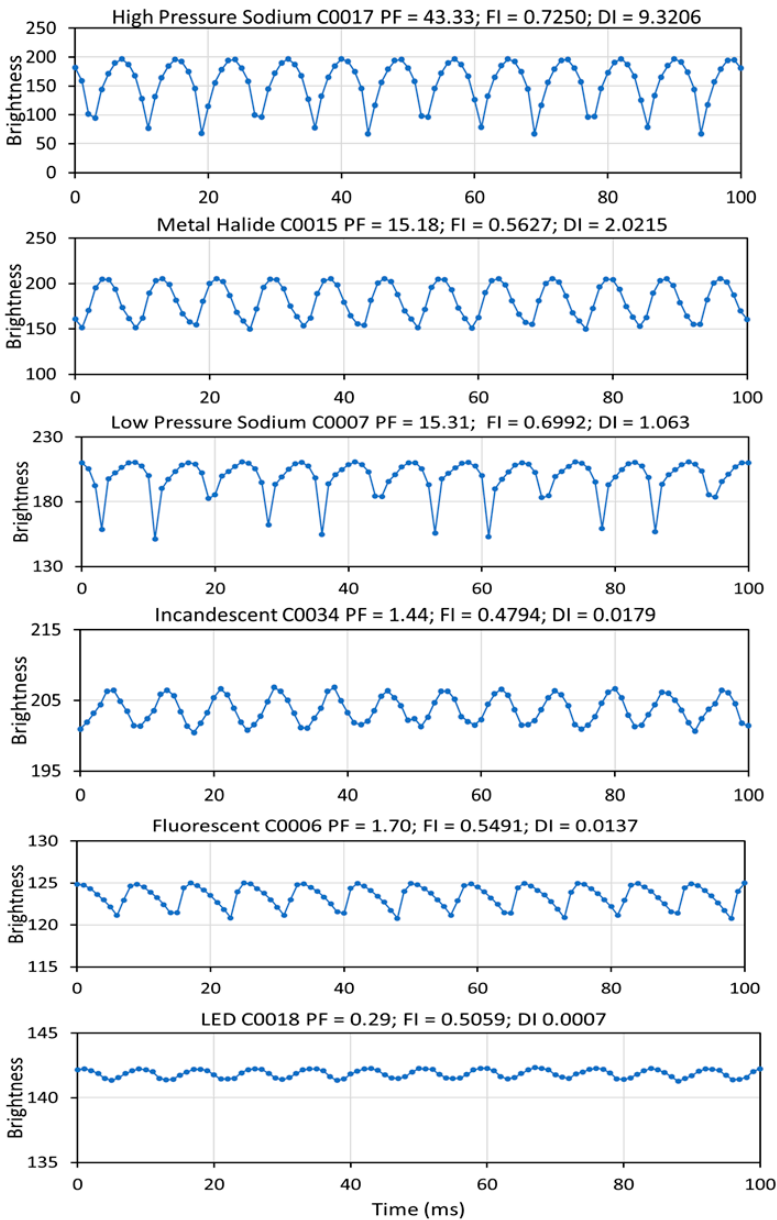 High Pressure Sodium C0017 PF = 43.33; FI = 0.7250; DI = 9.3206
Brightness
250
200
150
100
50
0
0 20 40 60 80 100
Metal Halide C0015 PF = 15.18; FI = 0.5627; DI = 2.0215
Brightness
250
200
150
100
0 20 40 60 80 100
Low Pressure Sodium C0007 PF = 15.31; FI = 0.6992; DI = 1.063
Brightness
230
180
130
0 20 40 60 80 100
Incandescent C0034 PF = 1.44; FI = 0.4794; DI = 0.0179
Brightness
215
205
195
0 20 40 60 80 100
Fluorescent C0006 PF = 1.70; FI = 0.5491; DI = 0.0137
Brightness
130
125
120
115
0 20 40 60 80 100
LED C0018 PF = 0.29; FI = 0.5059; DI 0.0007
Brightness
145
140
135
0 20 40 60 80 100
Time (ms)